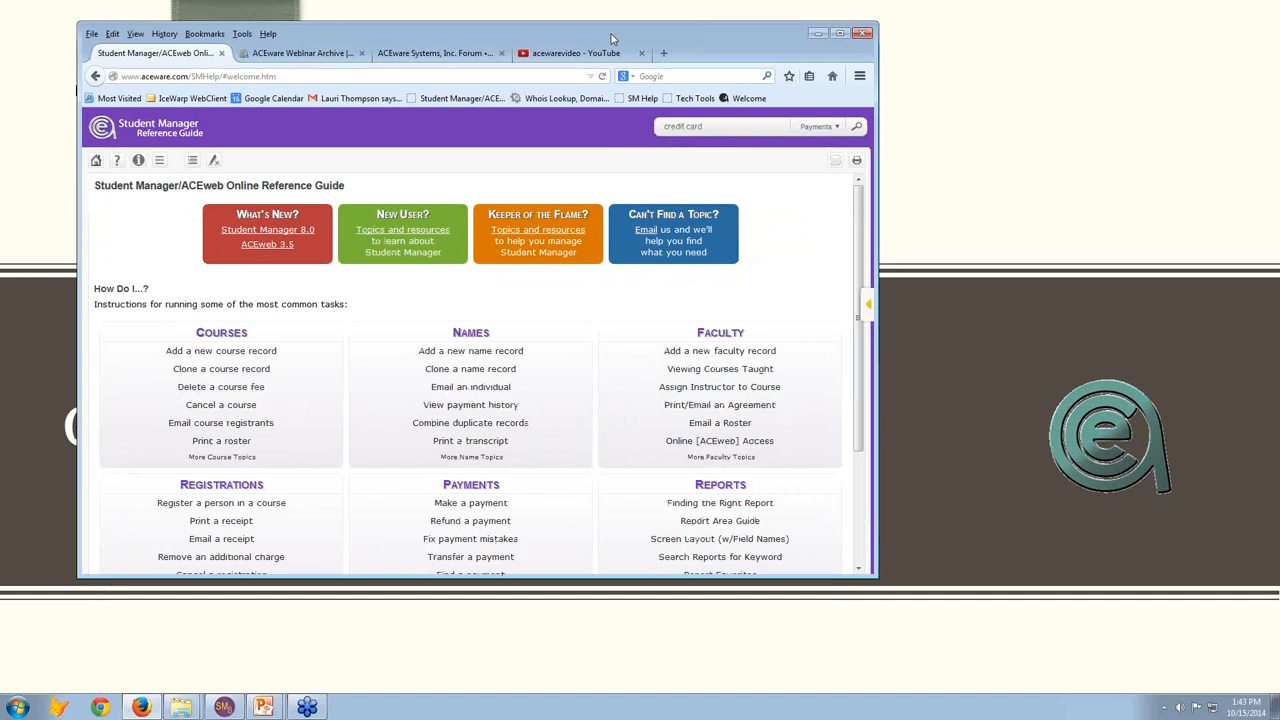 File Edit View History Bookmarks Tools Help
Student Manager/ACEweb Onli... ACEware Webinar Archive |... ACEware Systems, Inc. Forum •... acewarevideo - YouTube
www.aceware.com/SMHelp/#welcome.htm Google
Most Visited IceWarp WebClient Google Calendar Lauri Thompson says... Student Manager/ACE... Whois Lookup, Domai... SM Help Tech Tools Welcome
Student Manager
Reference Guide
credit card Payments
Student Manager/ACEweb Online Reference Guide
What's New?
Student Manager 8.0
ACEweb 3.5
New User?
Topics and resources
to learn about
Student Manager
Keeper of the Flame?
Topics and resources
to help you manage
Student Manager
Can't Find a Topic?
Email us and we'll
help you find
what you need
How Do I...?
Instructions for running some of the most common tasks:
Courses
Add a new course record
Clone a course record
Delete a course fee
Cancel a course
Email course registrants
Print a roster
More Course Topics
Names
Add a new name record
Clone a name record
Email an individual
View payment history
Combine duplicate records
Print a transcript
More Name Topics
Faculty
Add a new faculty record
Viewing Courses Taught
Assign Instructor to Course
Print/Email an Agreement
Email a Roster
Online [ACEweb] Access
More Faculty Topics
Registrations
Register a person in a course
Print a receipt
Email a receipt
Remove an additional charge
Cancel a registration
Payments
Make a payment
Refund a payment
Fix payment mistakes
Transfer a payment
Find a payment
Reports
Finding the Right Report
Report Area Guide
Screen Layout (w/Field Names)
Search Reports for Keyword
Report Favorites
1:43 PM
10/15/2014